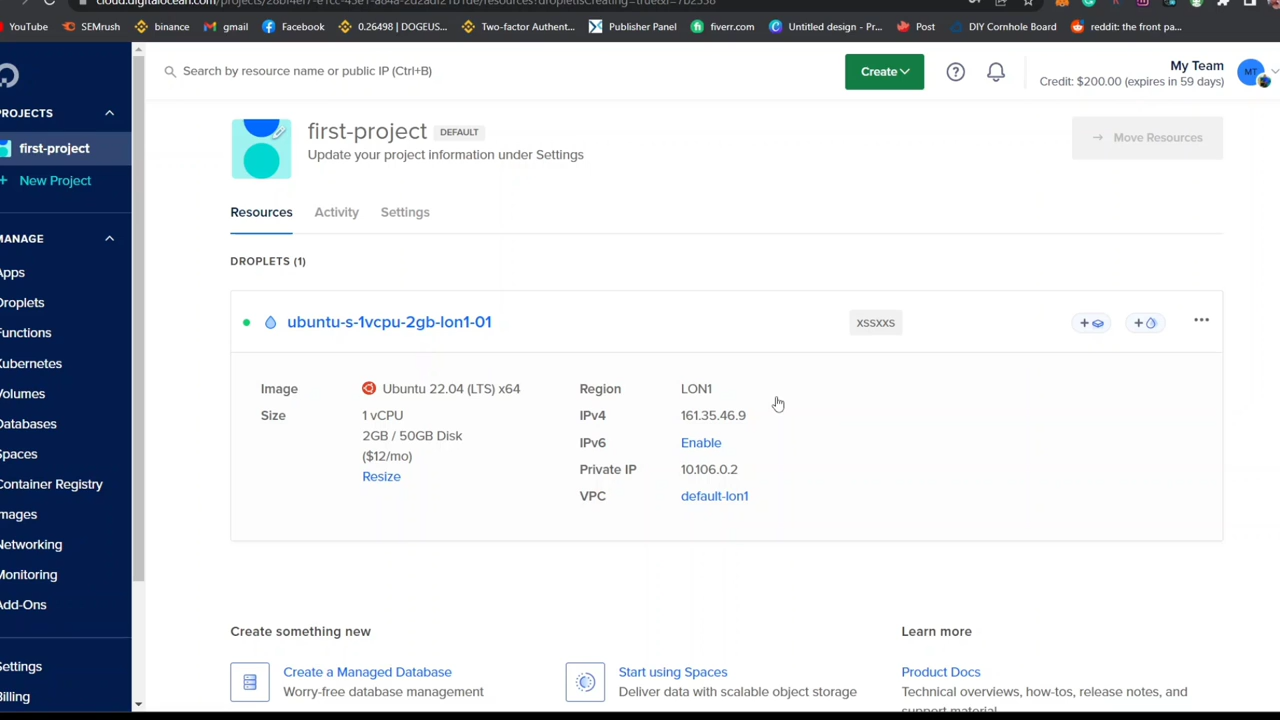 YouTube SEMrush binance gmail Facebook 0.26498 | DOGEUS... Two-factor Authent... Publisher Panel fiverr.com Untitled design - Pr... Post DIY Cornhole Board reddit: the front pa...
Search by resource name or public IP (Ctrl+B)
Create
My Team
Credit: $200.00 (expires in 59 days)
MT
PROJECTS
first-project
+ New Project
MANAGE
Apps
Droplets
Functions
Kubernetes
Volumes
Databases
Spaces
Container Registry
Images
Networking
Monitoring
Add-Ons
Settings
Billing
first-project DEFAULT
Update your project information under Settings
→ Move Resources
Resources Activity Settings
DROPLETS (1)
ubuntu-s-1vcpu-2gb-lon1-01 XSSXXS
Image Ubuntu 22.04 (LTS) x64
Size 1 vCPU
2GB / 50GB Disk
($12/mo)
Resize
Region LON1
IPv4 161.35.46.9
IPv6 Enable
Private IP 10.106.0.2
VPC default-lon1
Create something new
Create a Managed Database
Worry-free database management
Start using Spaces
Deliver data with scalable object storage
Learn more
Product Docs
Technical overviews, how-tos, release notes, and
support material